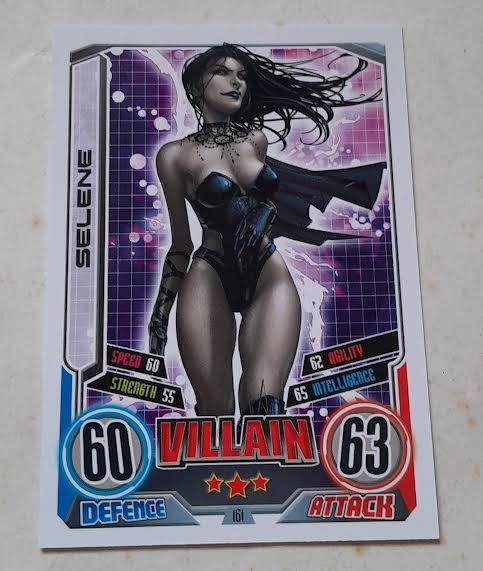 SELENE
SPEED 60
62 AGILITY
STRENGTH 55
65 INTELLIGENCE
60
VILLAIN
63
DEFENCE
161
ATTACK